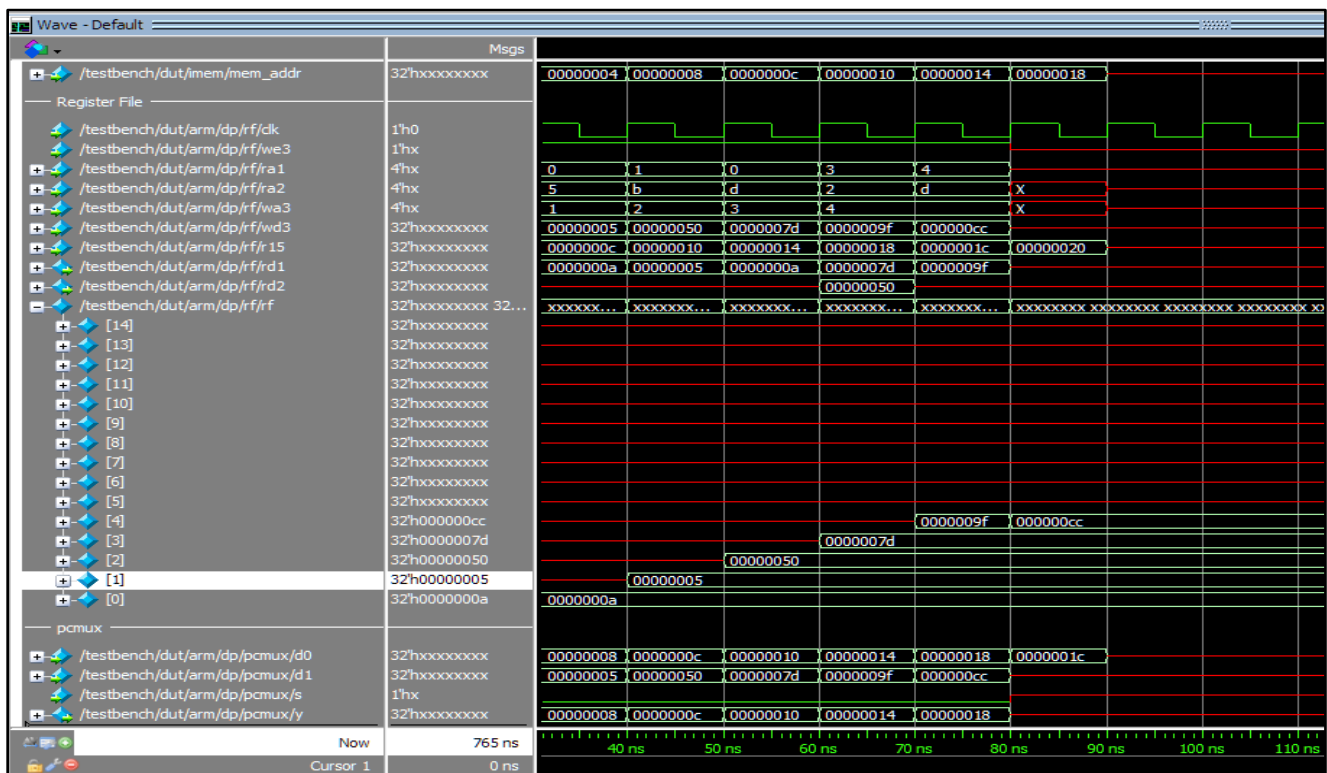 Wave - Default
Msgs
/testbench/dut/imem/mem_addr 32'hxxxxxxxx 00000004 00000008 0000000c 00000010 00000014 00000018
Register File
/testbench/dut/arm/dp/rf/clk 1'h0
/testbench/dut/arm/dp/rf/we3 1'hx
/testbench/dut/arm/dp/rf/ra1 4'hx 0 1 0 3 4
/testbench/dut/arm/dp/rf/ra2 4'hx 5 b d 2 d X
/testbench/dut/arm/dp/rf/wa3 4'hx 1 2 3 4 X
/testbench/dut/arm/dp/rf/wd3 32'hxxxxxxxx 00000005 00000050 0000007d 0000009f 000000cc
/testbench/dut/arm/dp/rf/r15 32'hxxxxxxxx 0000000c 00000010 00000014 00000018 0000001c 00000020
/testbench/dut/arm/dp/rf/rd1 32'hxxxxxxxx 0000000a 00000005 0000000a 0000007d 0000009f
/testbench/dut/arm/dp/rf/rd2 32'hxxxxxxxx 00000050
/testbench/dut/arm/dp/rf/rf 32'hxxxxxxxx 32... xxxxxx... xxxxxxx... xxxxxxx... xxxxxxx... xxxxxxx... xxxxxxxx xxxxxxxx xxxxxxxx xxxxxxxx xx
[14] 32'hxxxxxxxx
[13] 32'hxxxxxxxx
[12] 32'hxxxxxxxx
[11] 32'hxxxxxxxx
[10] 32'hxxxxxxxx
[9] 32'hxxxxxxxx
[8] 32'hxxxxxxxx
[7] 32'hxxxxxxxx
[6] 32'hxxxxxxxx
[5] 32'hxxxxxxxx
[4] 32'h000000cc 0000009f 000000cc
[3] 32'h0000007d 0000007d
[2] 32'h00000050 00000050
[1] 32'h00000005 00000005
[0] 32'h0000000a 0000000a
pcmux
/testbench/dut/arm/dp/pcmux/d0 32'hxxxxxxxx 00000008 0000000c 00000010 00000014 00000018 0000001c
/testbench/dut/arm/dp/pcmux/d1 32'hxxxxxxxx 00000005 00000050 0000007d 0000009f 000000cc
/testbench/dut/arm/dp/pcmux/s 1'hx
/testbench/dut/arm/dp/pcmux/y 32'hxxxxxxxx 00000008 0000000c 00000010 00000014 00000018
Now 765 ns 40 ns 50 ns 60 ns 70 ns 80 ns 90 ns 100 ns 110 ns
Cursor 1 0 ns